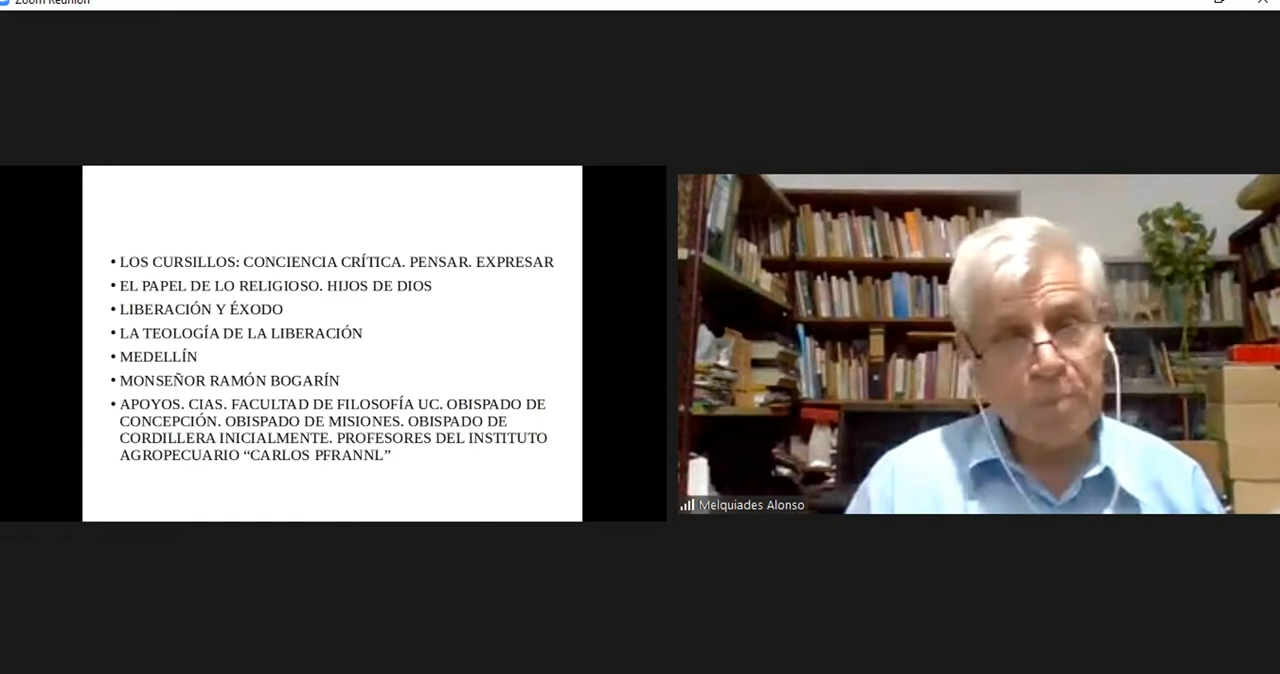 Zoom Reunión
• LOS CURSILLOS: CONCIENCIA CRÍTICA. PENSAR. EXPRESAR
• EL PAPEL DE LO RELIGIOSO. HIJOS DE DIOS
• LIBERACIÓN Y ÉXODO
• LA TEOLOGÍA DE LA LIBERACIÓN
• MEDELLÍN
• MONSEÑOR RAMÓN BOGARÍN
• APOYOS. CIAS. FACULTAD DE FILOSOFÍA UC. OBISPADO DE
CONCEPCIÓN. OBISPADO DE MISIONES. OBISPADO DE
CORDILLERA INICIALMENTE. PROFESORES DEL INSTITUTO
AGROPECUARIO “CARLOS PFRANNL”
Melquiades Alonso